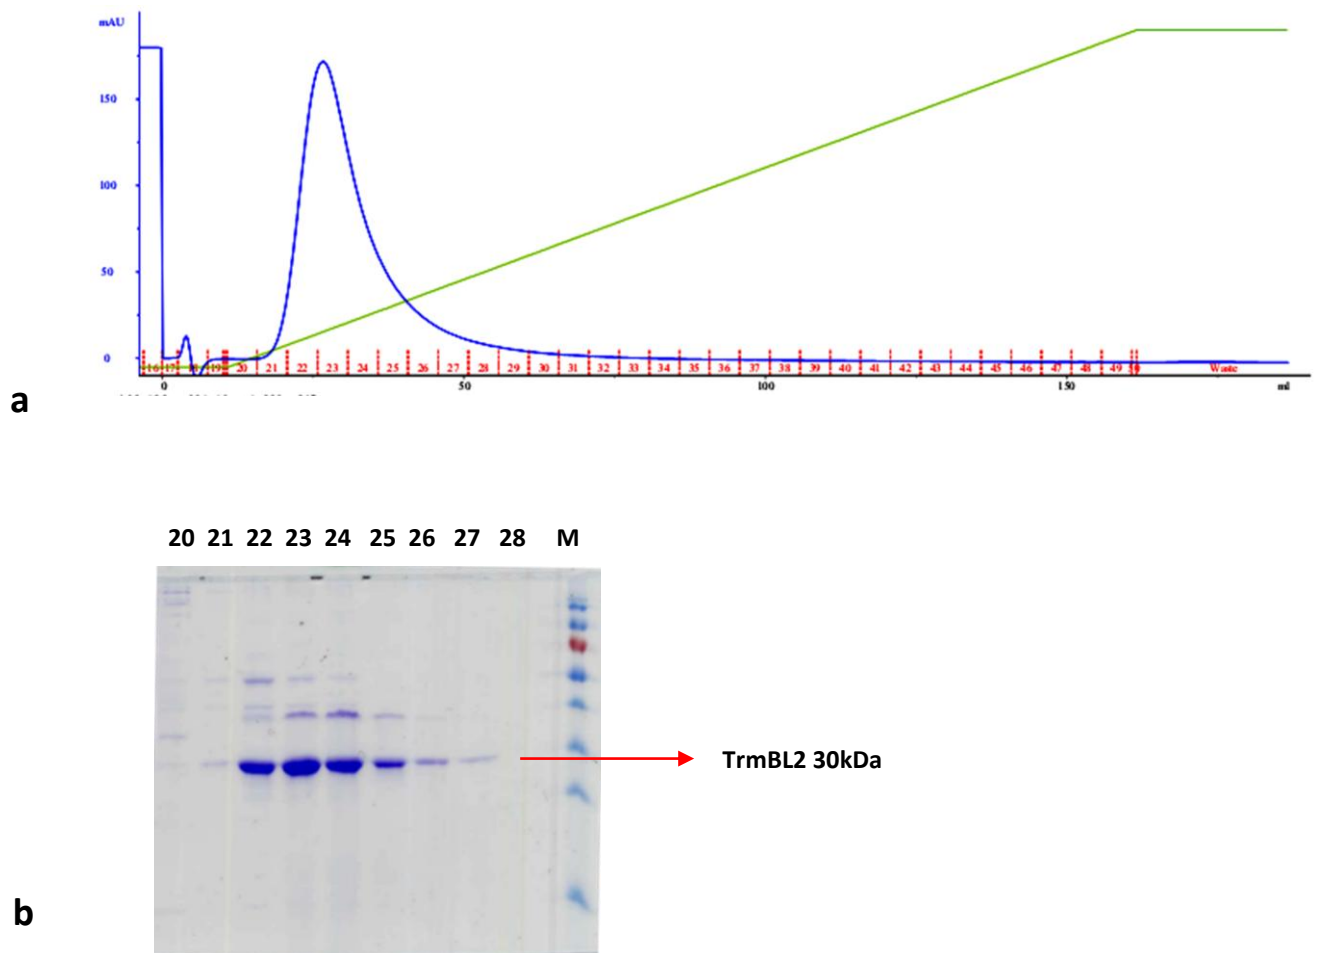 mAU
150
100
50
0
16 17 19 20 21 22 23 24 25 26 27 28 29 30 31 32 33 34 35 36 37 38 39 40 41 42 43 44 45 46 47 48 49 Waste
0 50 100 150 ml
a
20 21 22 23 24 25 26 27 28 M
TrmBL2 30kDa
b